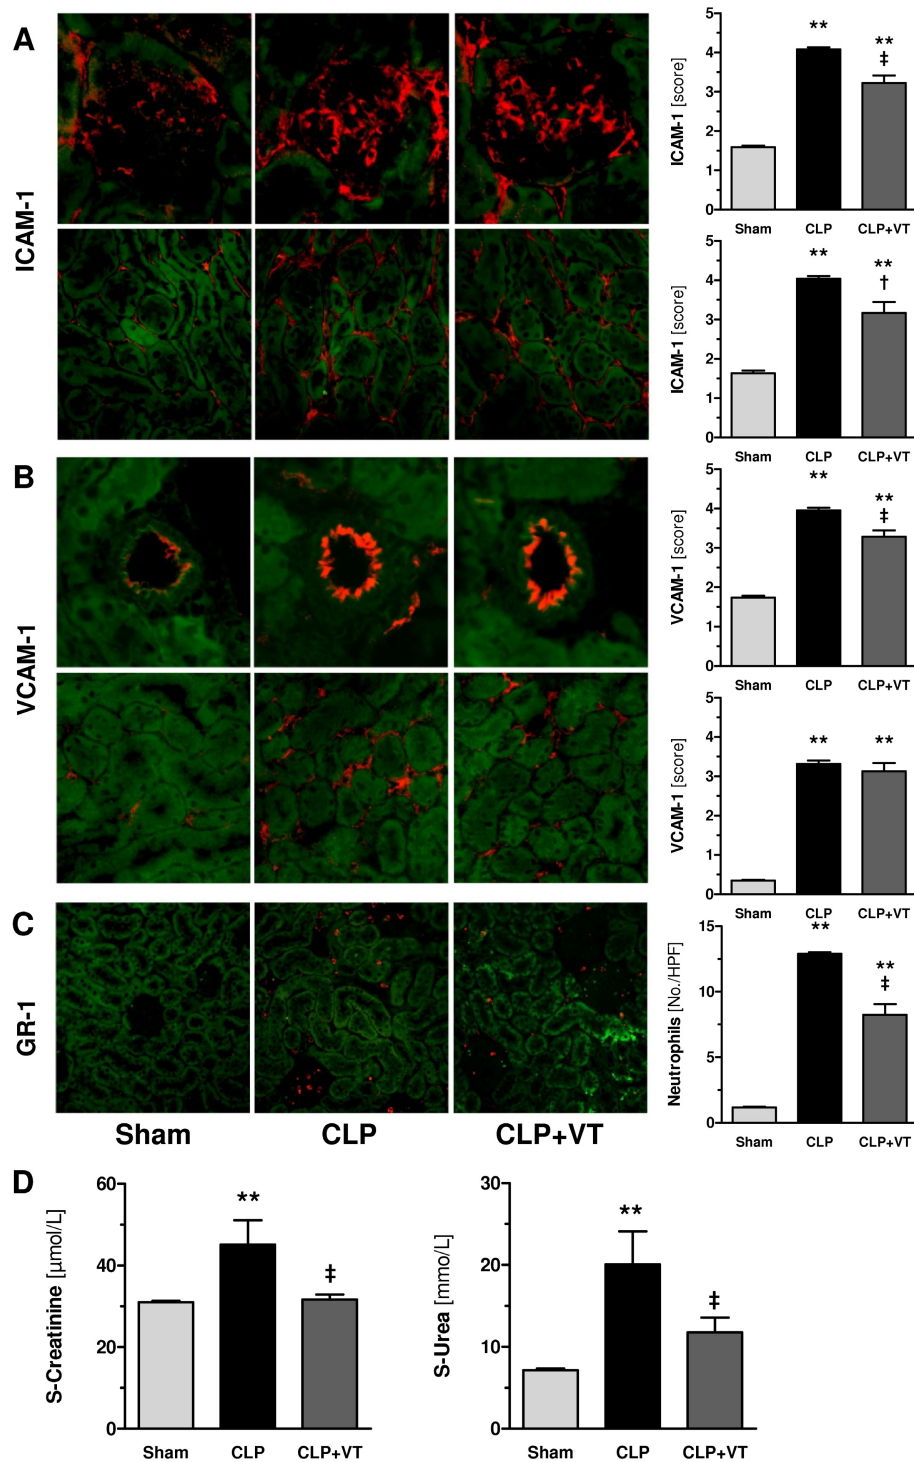 A
ICAM-1
ICAM-1 [score]
5
4
3
2
1
0
**
**
‡
Sham CLP CLP+VT
ICAM-1 [score]
5
4
3
2
1
0
**
**
†
Sham CLP CLP+VT
B
VCAM-1
VCAM-1 [score]
5
4
3
2
1
0
**
**
‡
Sham CLP CLP+VT
VCAM-1 [score]
5
4
3
2
1
0
**
**
Sham CLP CLP+VT
C
GR-1
Sham CLP CLP+VT
Neutrophils [No./HPF]
15
10
5
0
**
**
‡
Sham CLP CLP+VT
D
S-Creatinine [µmol/L]
60
40
20
0
**
‡
Sham CLP CLP+VT
S-Urea [mmo/L]
30
20
10
0
**
‡
Sham CLP CLP+VT